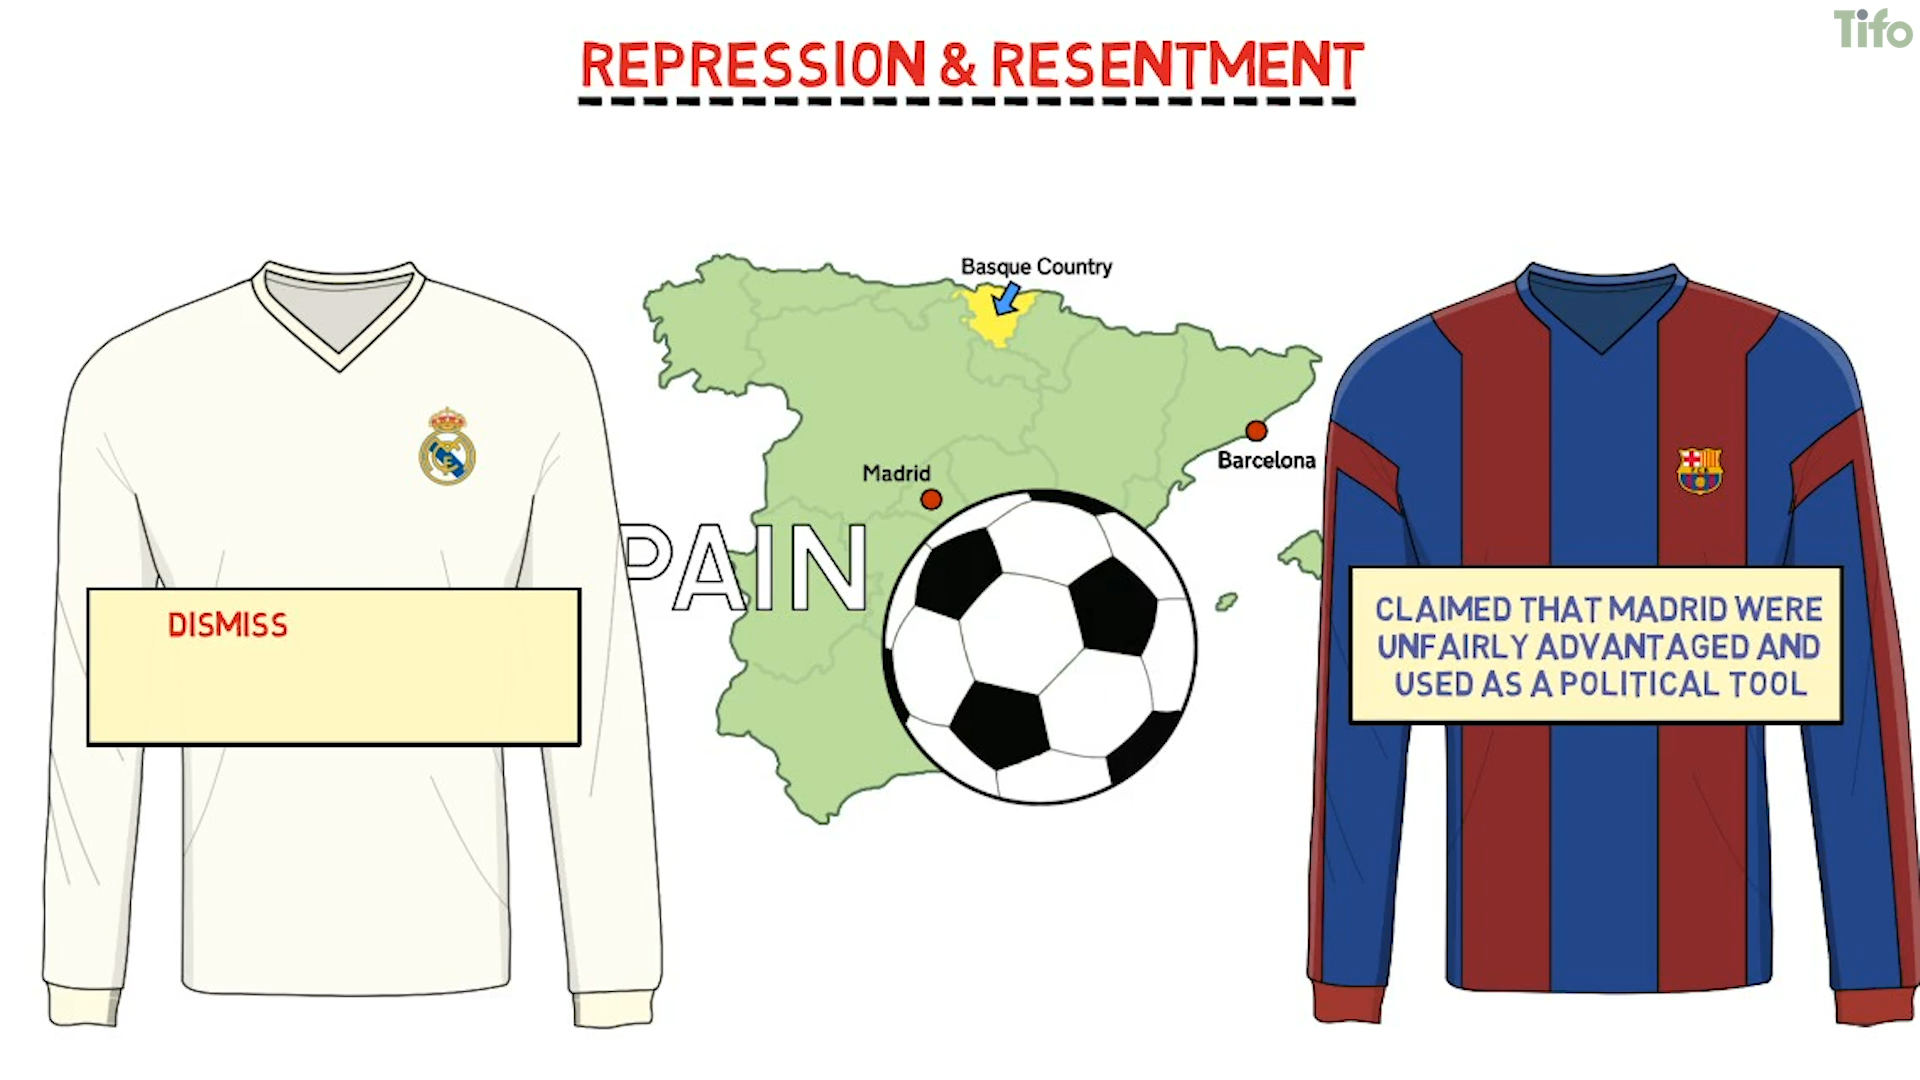 Tifo
REPRESSION & RESENTMENT
Basque Country
Madrid
Barcelona
PAIN
DISMISS
CLAIMED THAT MADRID WERE
UNFAIRLY ADVANTAGED AND
USED AS A POLITICAL TOOL